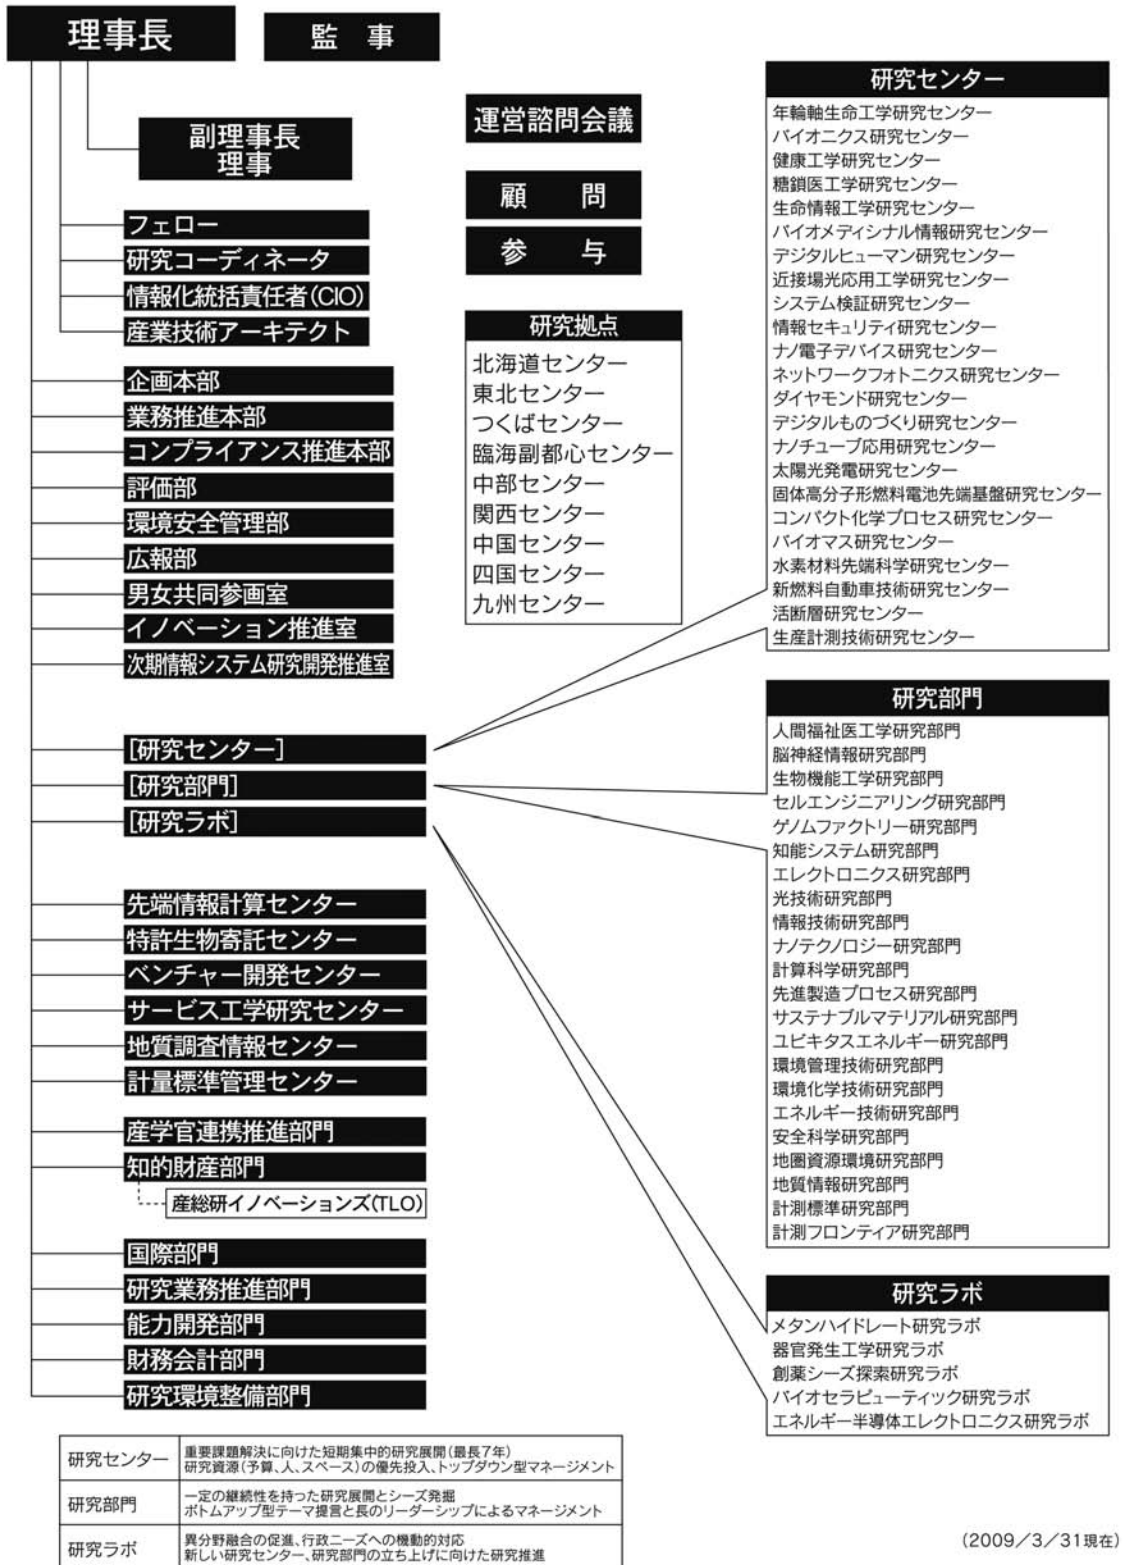 理事長
監　事
副理事長
理事
フェロー
研究コーディネータ
情報化統括責任者(CIO)
産業技術アーキテクト
企画本部
業務推進本部
コンプライアンス推進本部
評価部
環境安全管理部
広報部
男女共同参画室
イノベーション推進室
次期情報システム研究開発推進室
[研究センター]
[研究部門]
[研究ラボ]
先端情報計算センター
特許生物寄託センター
ベンチャー開発センター
サービス工学研究センター
地質調査情報センター
計量標準管理センター
産学官連携推進部門
知的財産部門
産総研イノベーションズ(TLO)
国際部門
研究業務推進部門
能力開発部門
財務会計部門
研究環境整備部門
運営諮問会議
顧　問
参　与
研究拠点
北海道センター
東北センター
つくばセンター
臨海副都心センター
中部センター
関西センター
中国センター
四国センター
九州センター
研究センター
年輪軸生命工学研究センター
バイオニクス研究センター
健康工学研究センター
糖鎖医工学研究センター
生命情報工学研究センター
バイオメディシナル情報研究センター
デジタルヒューマン研究センター
近接場光応用工学研究センター
システム検証研究センター
情報セキュリティ研究センター
ナノ電子デバイス研究センター
ネットワークフォトニクス研究センター
ダイヤモンド研究センター
デジタルものづくり研究センター
ナノチューブ応用研究センター
太陽光発電研究センター
固体高分子形燃料電池先端基盤研究センター
コンパクト化学プロセス研究センター
バイオマス研究センター
水素材料先端科学研究センター
新燃料自動車技術研究センター
活断層研究センター
生産計測技術研究センター
研究部門
人間福祉医工学研究部門
脳神経情報研究部門
生物機能工学研究部門
セルエンジニアリング研究部門
ゲノムファクトリー研究部門
知能システム研究部門
エレクトロニクス研究部門
光技術研究部門
情報技術研究部門
ナノテクノロジー研究部門
計算科学研究部門
先進製造プロセス研究部門
サステナブルマテリアル研究部門
ユビキタスエネルギー研究部門
環境管理技術研究部門
環境化学技術研究部門
エネルギー技術研究部門
安全科学研究部門
地圏資源環境研究部門
地質情報研究部門
計測標準研究部門
計測フロンティア研究部門
研究ラボ
メタンハイドレート研究ラボ
器官発生工学研究ラボ
創薬シーズ探索研究ラボ
バイオセラピューティック研究ラボ
エネルギー半導体エレクトロニクス研究ラボ
研究センター
重要課題解決に向けた短期集中的研究展開(最長7年)
研究資源(予算、人、スペース)の優先投入、トップダウン型マネージメント
研究部門
一定の継続性を持った研究展開とシーズ発掘
ボトムアップ型テーマ提言と長のリーダーシップによるマネージメント
研究ラボ
異分野融合の促進、行政ニーズへの機動的対応
新しい研究センター、研究部門の立ち上げに向けた研究推進
(2009/3/31現在)